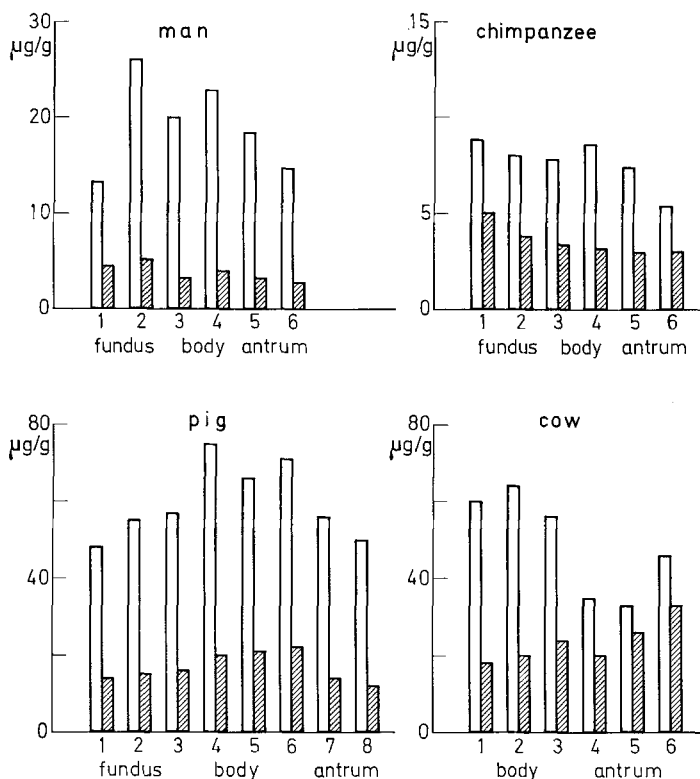 man
30
µg/g
20
10
0
1 2 3 4 5 6
fundus body antrum
chimpanzee
15
µg/g
5
0
1 2 3 4 5 6
fundus body antrum
pig
80
µg/g
40
0
1 2 3 4 5 6 7 8
fundus body antrum
cow
80
µg/g
40
0
1 2 3 4 5 6
body antrum